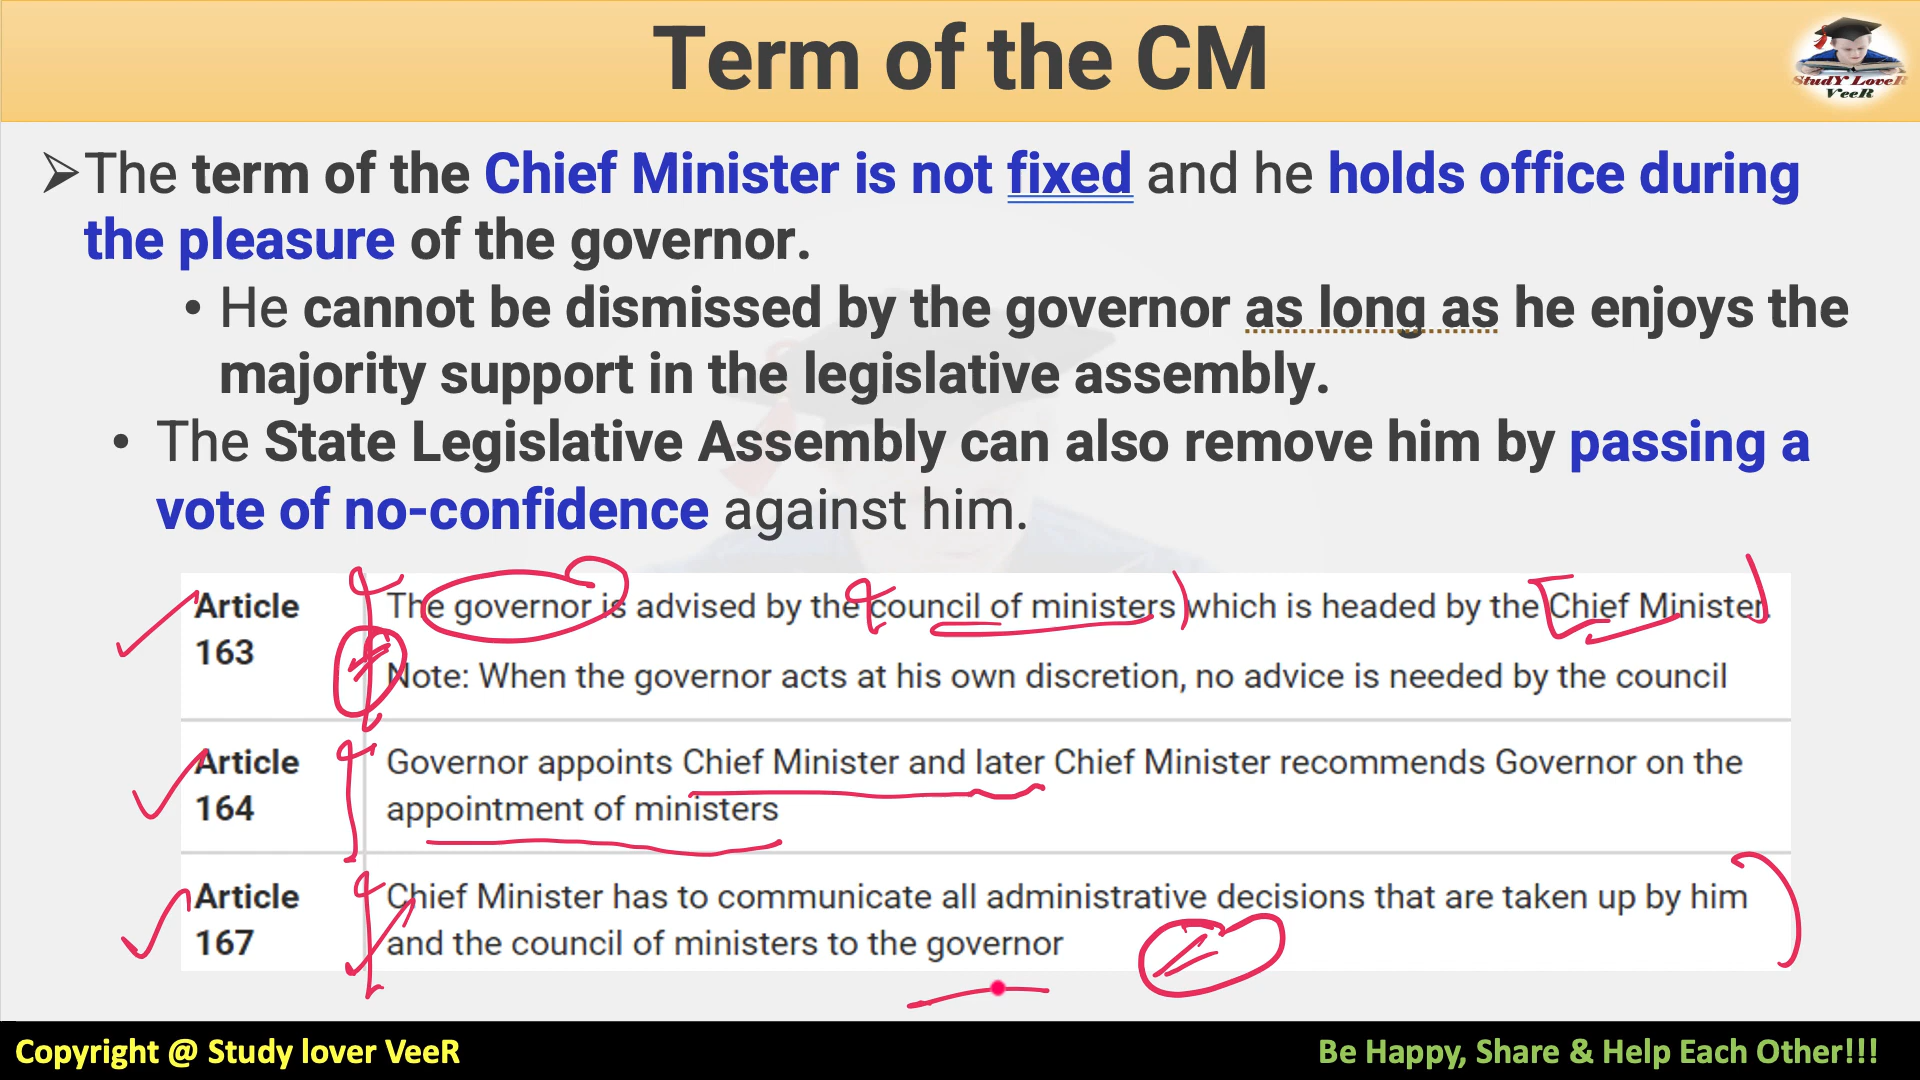 Term of the CM
StudY LoveR
VeeR
➢The term of the Chief Minister is not fixed and he holds office during
the pleasure of the governor.
• He cannot be dismissed by the governor as long as he enjoys the
majority support in the legislative assembly.
• The State Legislative Assembly can also remove him by passing a
vote of no-confidence against him.
Article
163
The governor is advised by the council of ministers which is headed by the Chief Minister.
Note: When the governor acts at his own discretion, no advice is needed by the council
Article
164
Governor appoints Chief Minister and later Chief Minister recommends Governor on the
appointment of ministers
Article
167
Chief Minister has to communicate all administrative decisions that are taken up by him
and the council of ministers to the governor
Copyright @ Study lover VeeR
Be Happy, Share & Help Each Other!!!